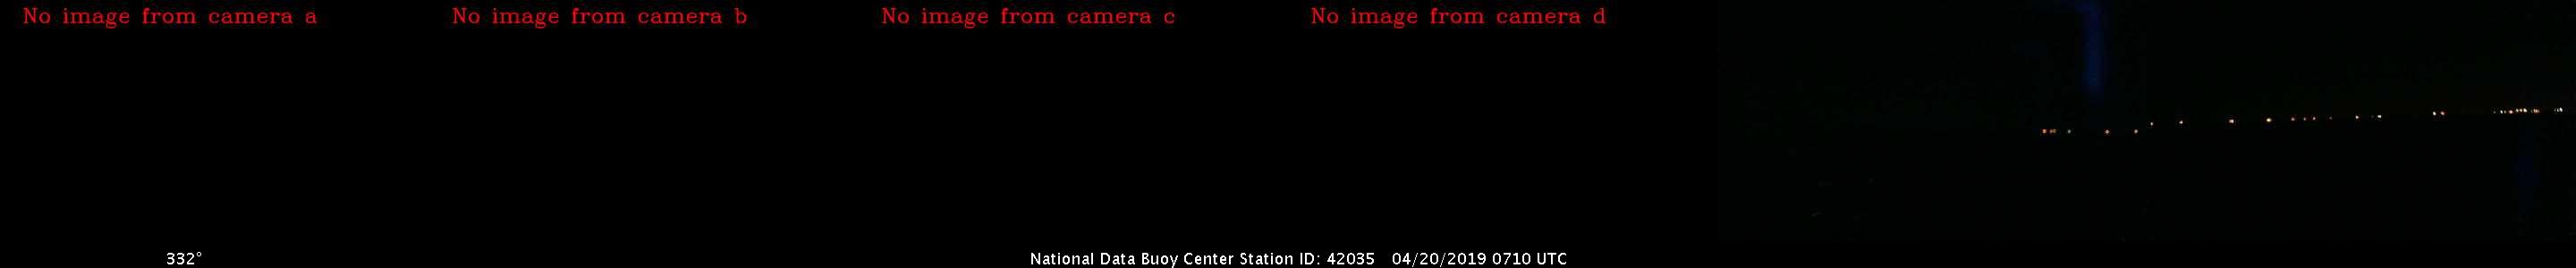 No image from camera a
No image from camera b
No image from camera c
No image from camera d
332°
National Data Buoy Center Station ID: 42035 04/20/2019 0710 UTC